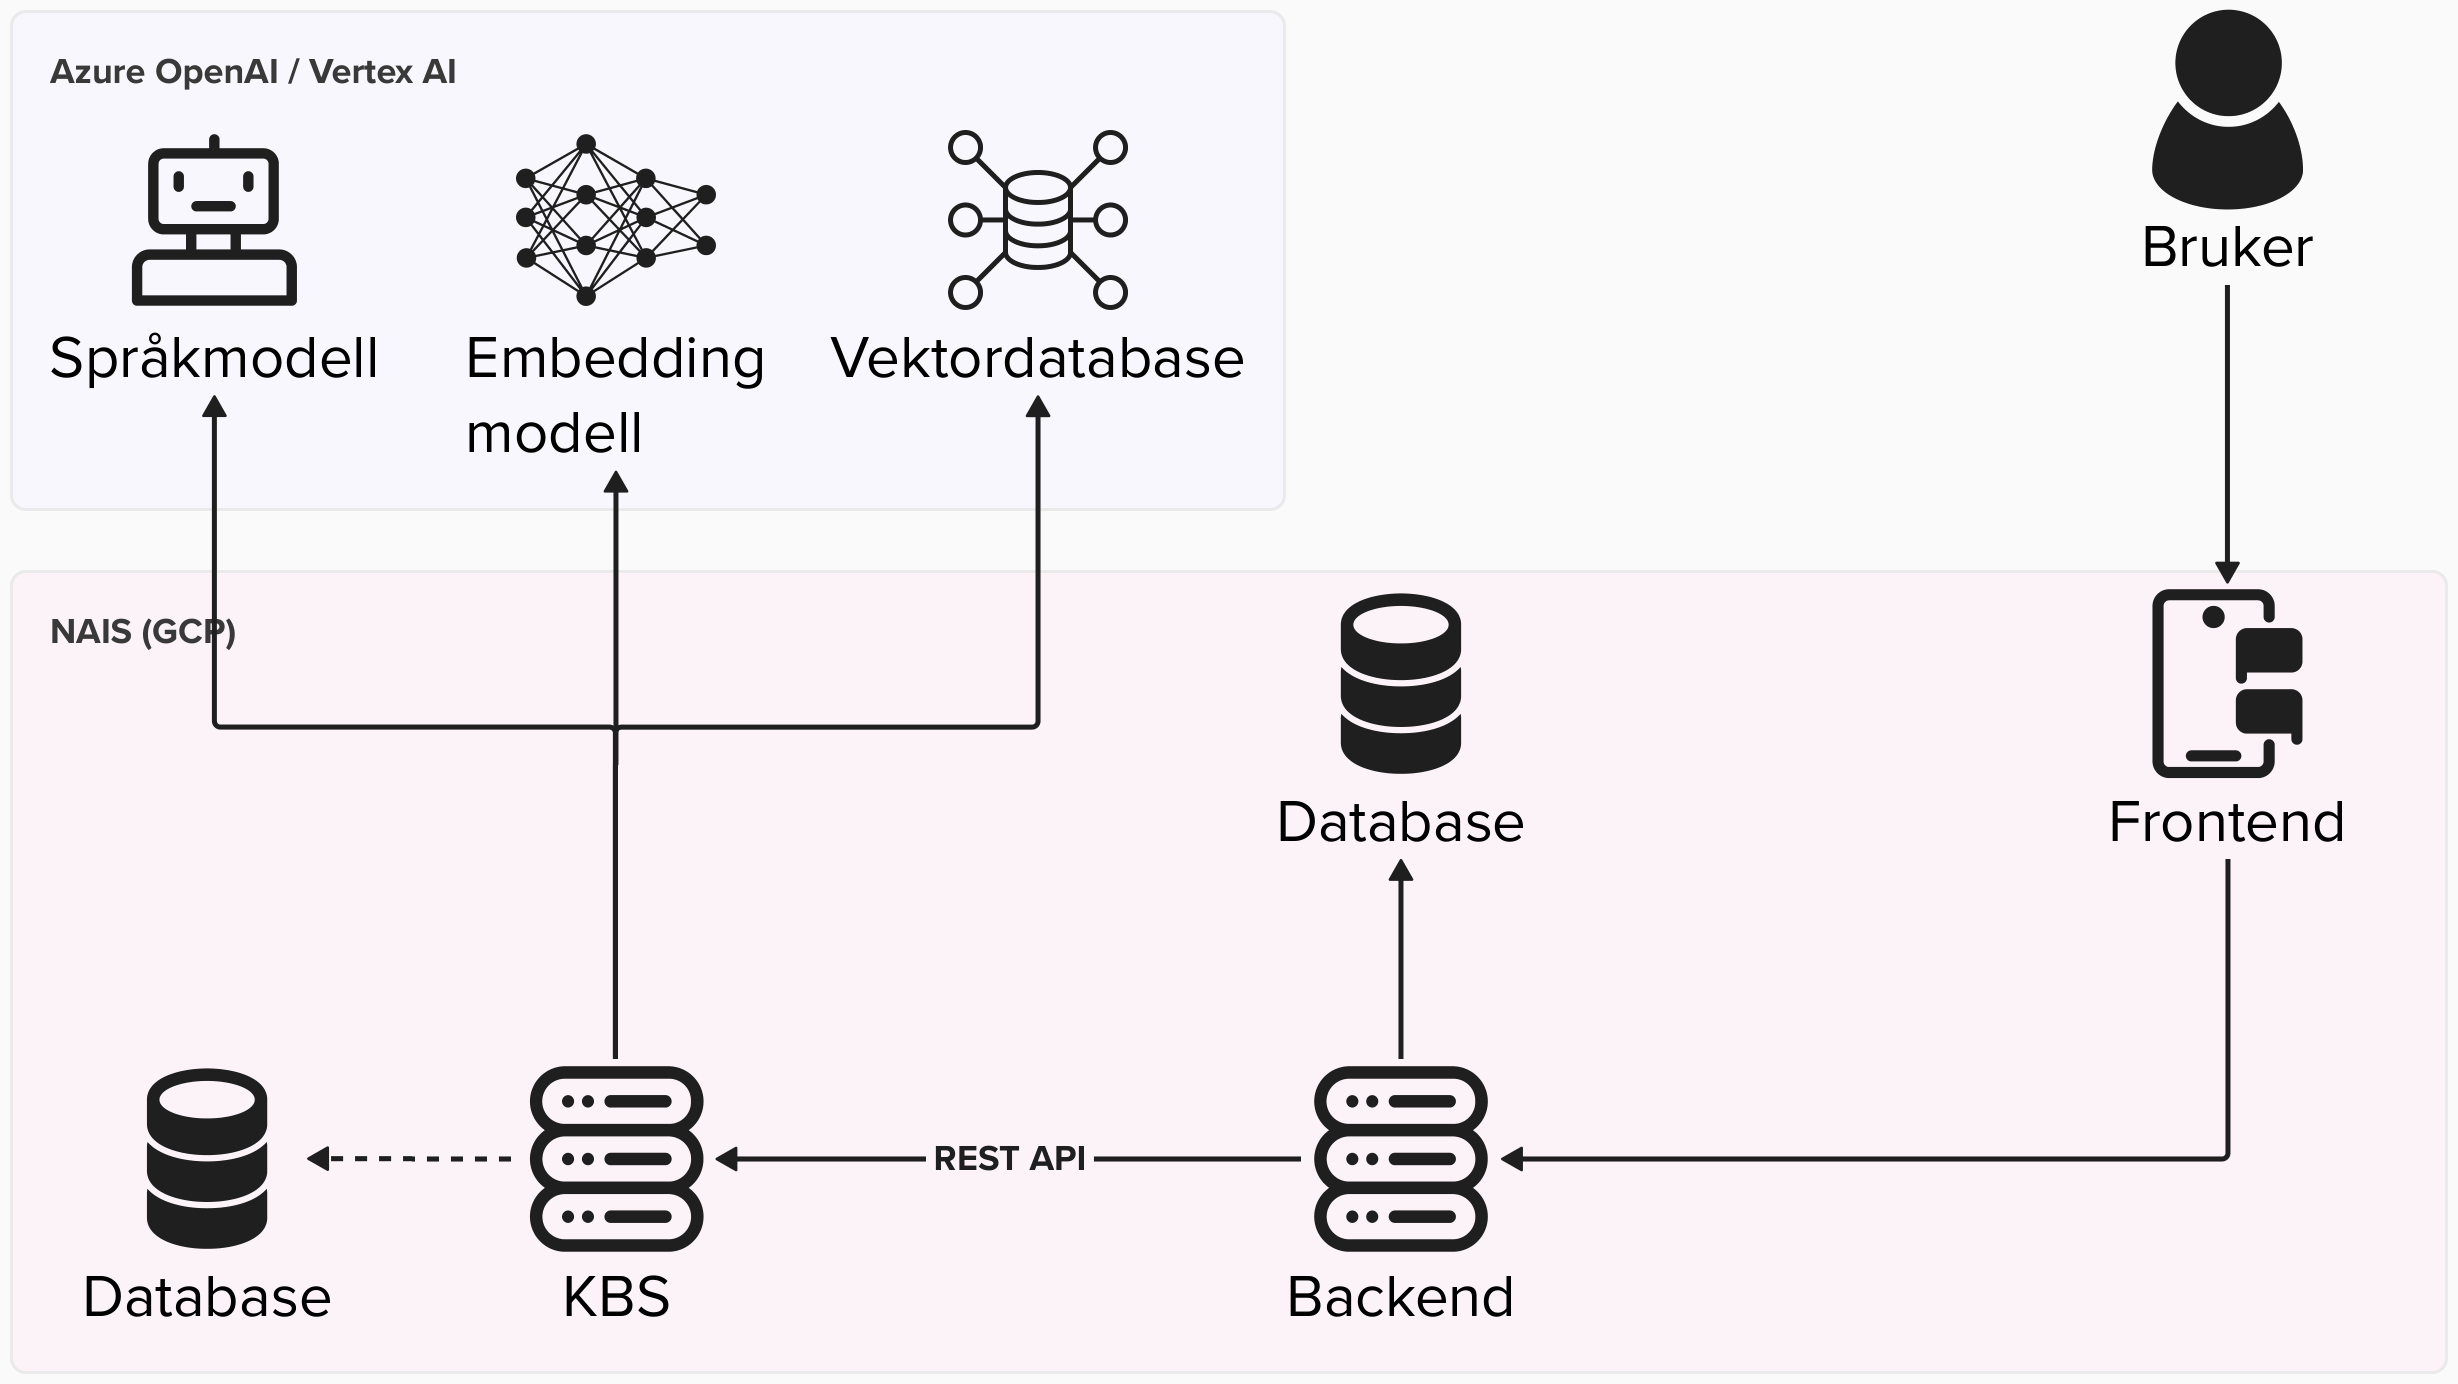 Azure OpenAI / Vertex AI
Språkmodell
Embedding
modell
Vektordatabase
Bruker
NAIS (GCP)
Database
Frontend
REST API
Database
KBS
Backend